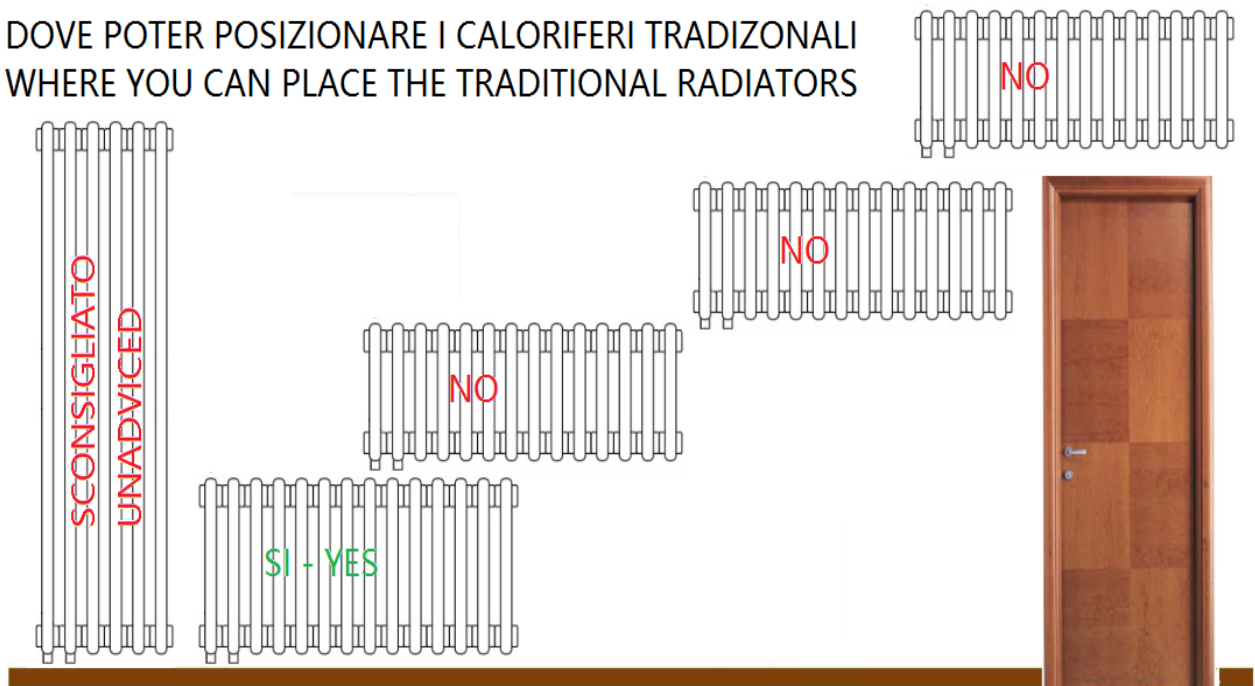 DOVE POTER POSIZIONARE I CALORIFERI TRADIZONALI
WHERE YOU CAN PLACE THE TRADITIONAL RADIATORS
NO
NO
NO
SCONSIGLIATO
UNADVICED
SI - YES